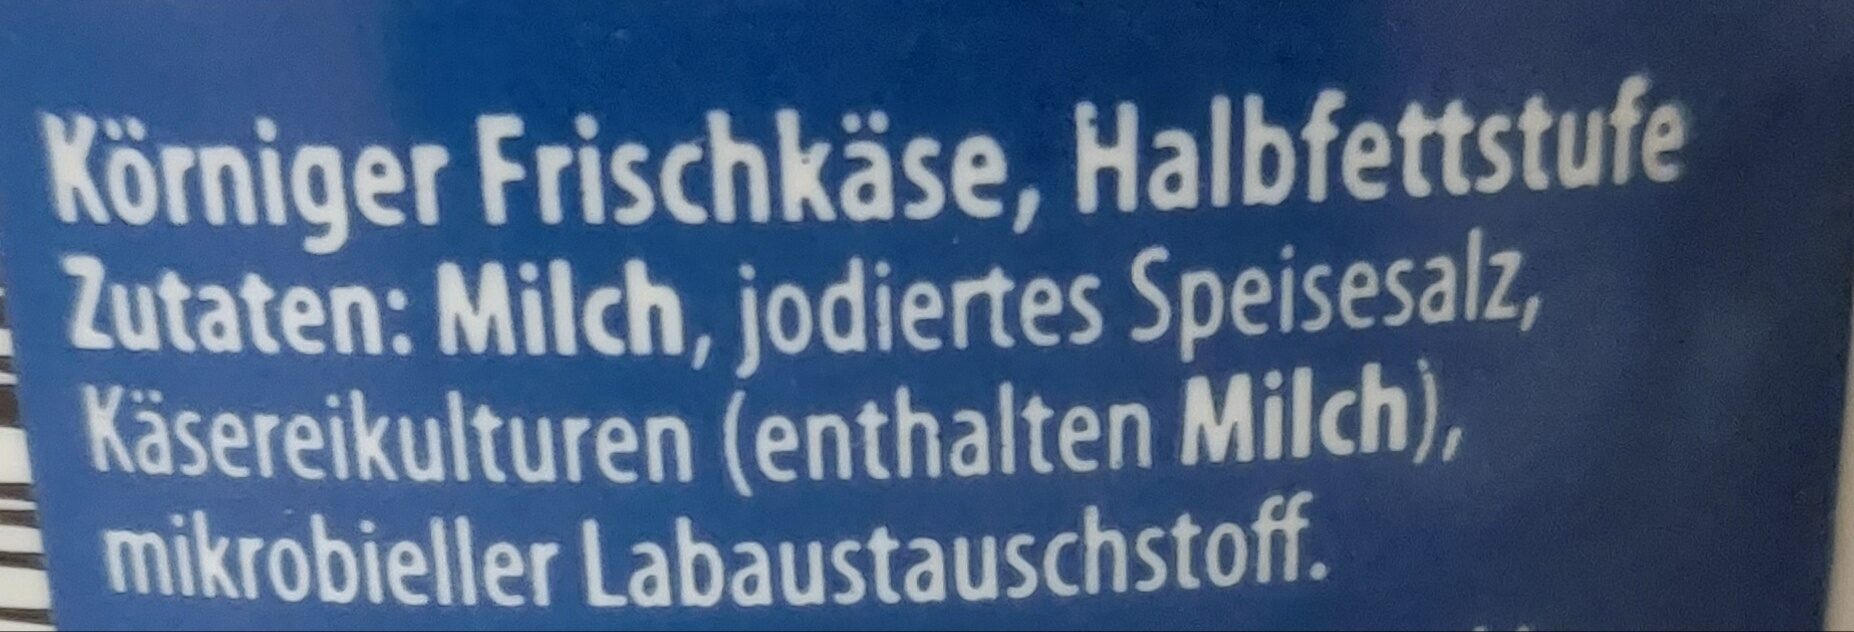 Körniger Frischkäse, Halbfettstufe
Zutaten: Milch, jodiertes Speisesalz,
Käsereikulturen (enthalten Milch),
mikrobieller Labaustauschstoff.